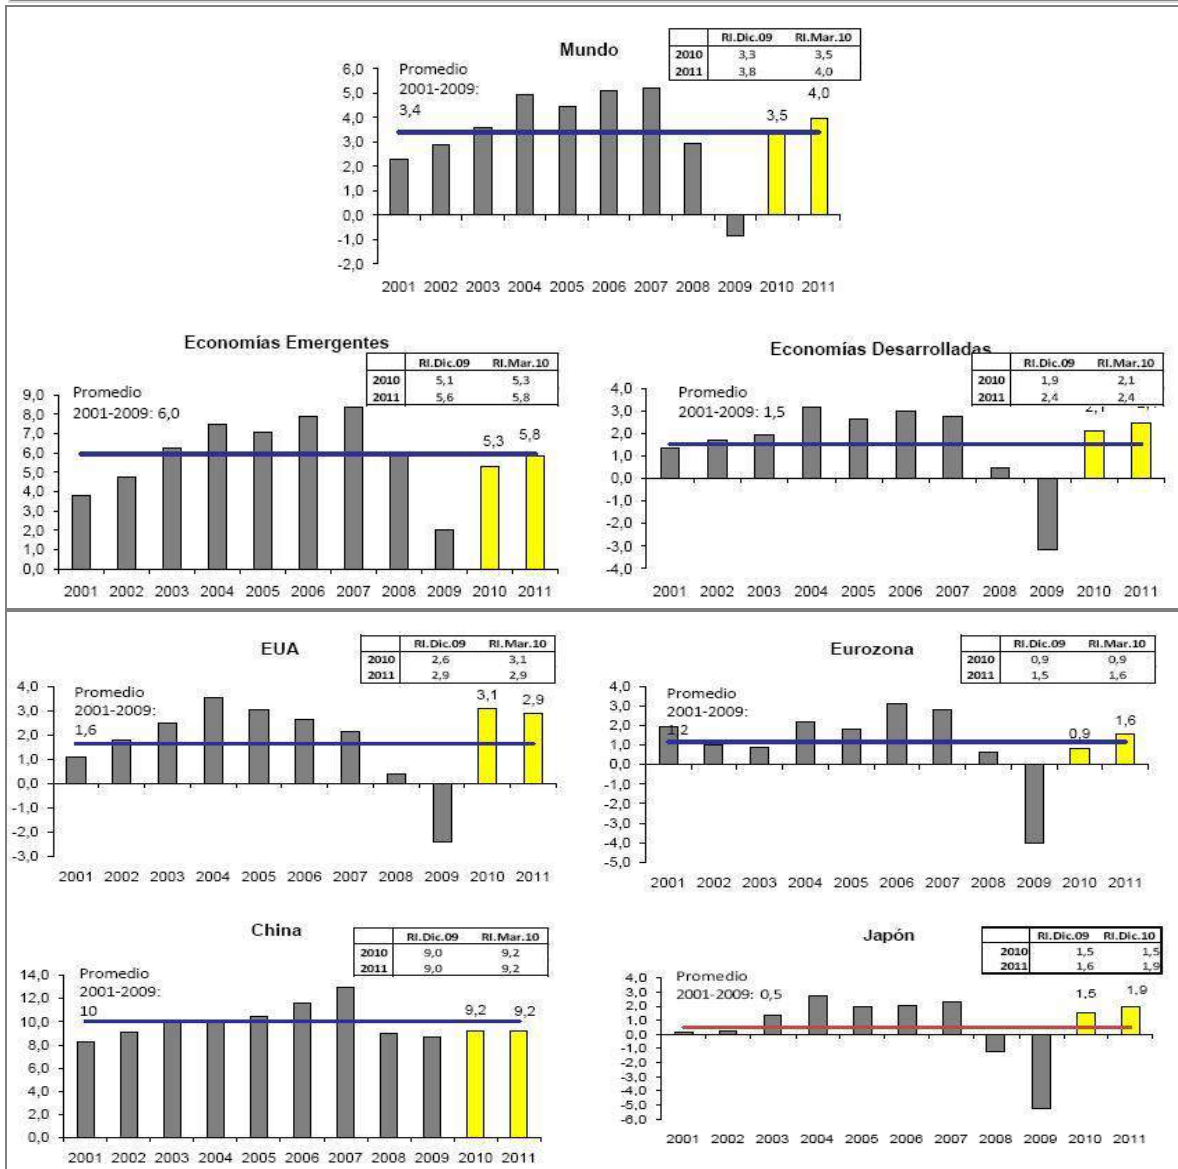 Mundo
RI.Dic.09 RI.Mar.10
2010 3,3 3,5
2011 3,8 4,0
Promedio
2001-2009:
3,4
3,5
4,0
6,0
5,0
4,0
3,0
2,0
1,0
0,0
-1,0
-2,0
2001 2002 2003 2004 2005 2006 2007 2008 2009 2010 2011
Economías Emergentes
RI.Dic.09 RI.Mar.10
2010 5,1 5,3
2011 5,6 5,8
Promedio
2001-2009: 6,0
5,3
5,8
9,0
8,0
7,0
6,0
5,0
4,0
3,0
2,0
1,0
0,0
2001 2002 2003 2004 2005 2006 2007 2008 2009 2010 2011
Economías Desarrolladas
RI.Dic.09 RI.Mar.10
2010 1,9 2,1
2011 2,4 2,4
Promedio
2001-2009: 1,5
2,1
4,0
3,0
2,0
1,0
0,0
-1,0
-2,0
-3,0
-4,0
2001 2002 2003 2004 2005 2006 2007 2008 2009 2010 2011
EUA
RI.Dic.09 RI.Mar.10
2010 2,6 3,1
2011 2,9 2,9
Promedio
2001-2009:
1,6
3,1
2,9
4,0
3,0
2,0
1,0
0,0
-1,0
-2,0
-3,0
2001 2002 2003 2004 2005 2006 2007 2008 2009 2010 2011
Eurozona
RI.Dic.09 RI.Mar.10
2010 0,9 0,9
2011 1,5 1,6
Promedio
2001-2009:
1,2
0,9
1,6
4,0
3,0
2,0
1,0
0,0
-1,0
-2,0
-3,0
-4,0
-5,0
2001 2002 2003 2004 2005 2006 2007 2008 2009 2010 2011
China
RI.Dic.09 RI.Mar.10
2010 9,0 9,2
2011 9,0 9,2
Promedio
2001-2009:
10
9,2
9,2
14,0
12,0
10,0
8,0
6,0
4,0
2,0
0,0
2001 2002 2003 2004 2005 2006 2007 2008 2009 2010 2011
Japón
RI.Dic.09 RI.Dic.10
2010 1,5 1,5
2011 1,6 1,9
Promedio
2001-2009: 0,5
1,5
1,9
4,0
3,0
2,0
1,0
0,0
-1,0
-2,0
-3,0
-4,0
-5,0
-6,0
2001 2002 2003 2004 2005 2006 2007 2008 2009 2010 2011